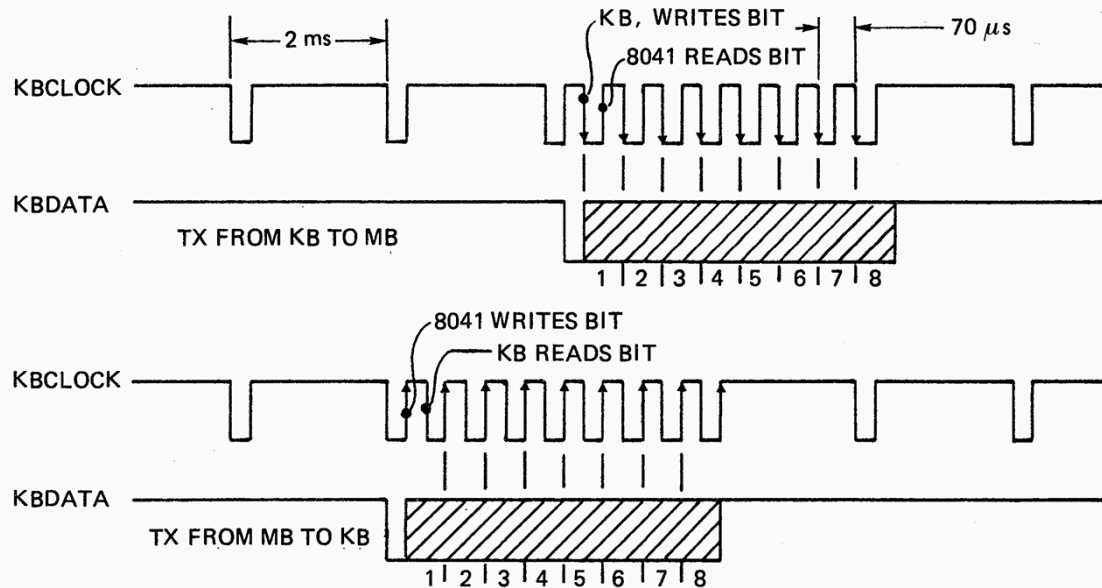 KB, WRITES BIT
2 ms
70 μs
8041 READS BIT
KBCLOCK
KBDATA
TX FROM KB TO MB
1 2 3 4 5 6 7 8
8041 WRITES BIT
KB READS BIT
KBCLOCK
KBDATA
TX FROM MB TO KB
1 2 3 4 5 6 7 8